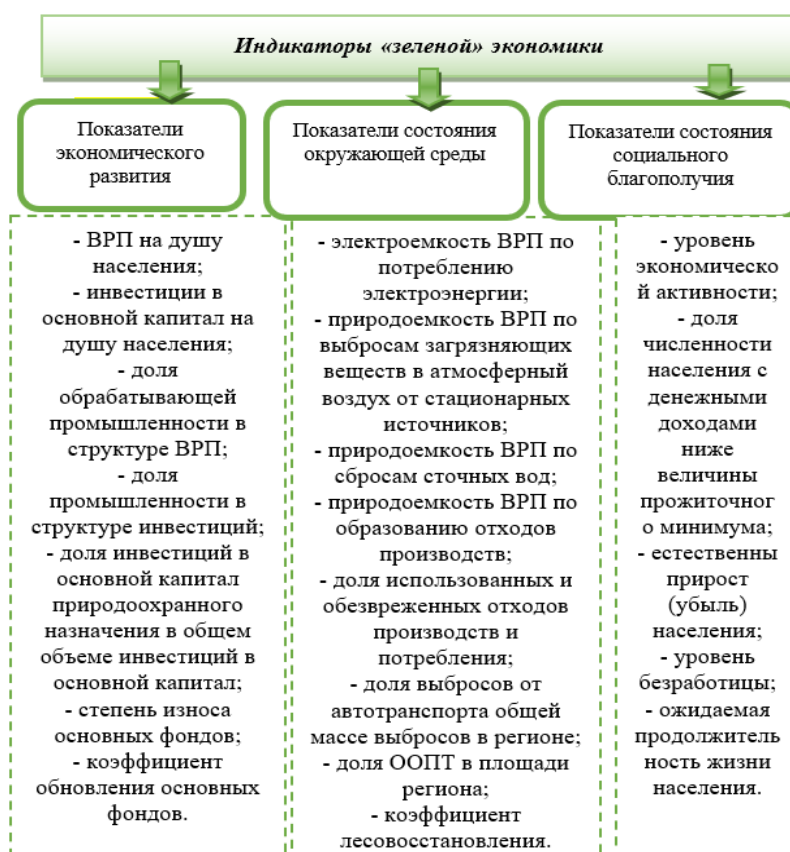 Индикаторы «зеленой» экономики
Показатели
экономического
развития
Показатели состояния
окружающей среды
Показатели состояния
социального
благополучия
- ВРП на душу
населения;
- инвестиции в
основной капитал на
душу населения;
- доля
обрабатывающей
промышленности в
структуре ВРП;
- доля
промышленности в
структуре инвестиций;
- доля инвестиций в
основной капитал
природоохранного
назначения в общем
объеме инвестиций в
основной капитал;
- степень износа
основных фондов;
- коэффициент
обновления основных
фондов.
- электроемкость ВРП по
потреблению
электроэнергии;
- природоемкость ВРП по
выбросам загрязняющих
веществ в атмосферный
воздух от стационарных
источников;
- природоемкость ВРП по
сбросам сточных вод;
- природоемкость ВРП по
образованию отходов
производств;
- доля использованных и
обезвреженных отходов
производств и
потребления;
- доля выбросов от
автотранспорта общей
массе выбросов в регионе;
- доля ООПТ в площади
региона;
- коэффициент
лесовосстановления.
- уровень
экономическо
й активности;
- доля
численности
населения с
денежными
доходами
ниже
величины
прожиточног
о минимума;
- естественны
прирост
(убыль)
населения;
- уровень
безработицы;
- ожидаемая
продолжитель
ность жизни
населения.